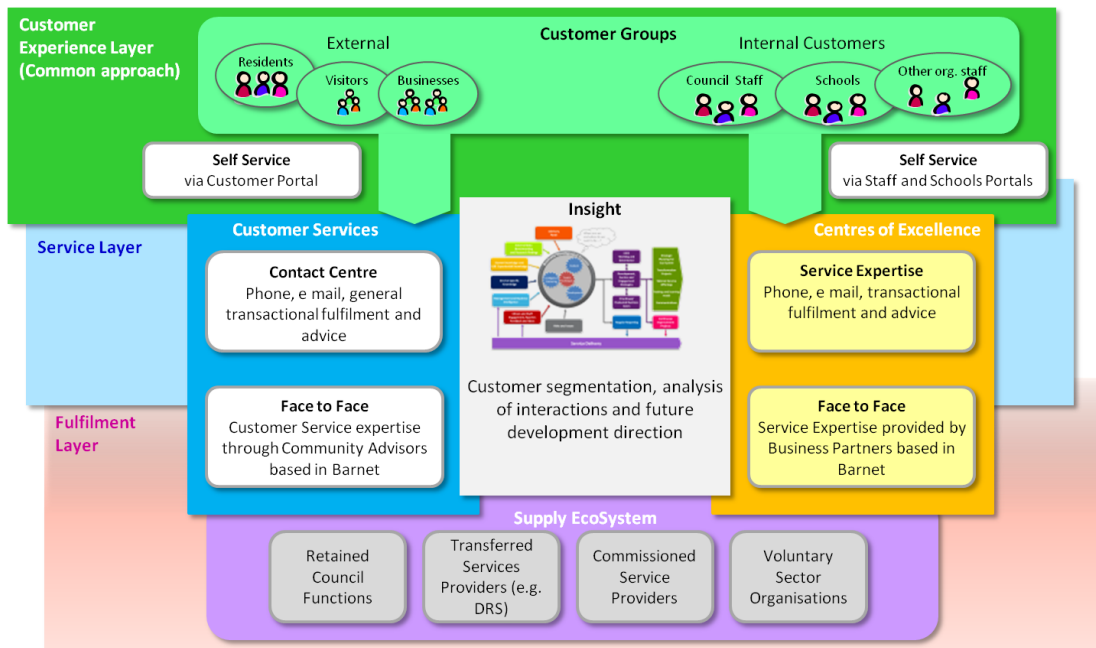 Customer
Experience Layer
(Common approach)
External
Customer Groups
Internal Customers
Residents
Visitors
Businesses
Council Staff
Schools
Other org. staff
Self Service
via Customer Portal
Self Service
via Staff and Schools Portals
Service Layer
Customer Services
Insight
Centres of Excellence
Contact Centre
Phone, e mail, general
transactional fulfilment and
advice
Service Expertise
Phone, e mail, transactional
fulfilment and advice
Service Delivery
Customer segmentation, analysis
of interactions and future
development direction
Fulfilment
Layer
Face to Face
Customer Service expertise
through Community Advisors
based in Barnet
Face to Face
Service Expertise provided by
Business Partners based in
Barnet
Supply EcoSystem
Retained
Council
Functions
Transferred
Services
Providers (e.g.
DRS)
Commissioned
Service
Providers
Voluntary
Sector
Organisations